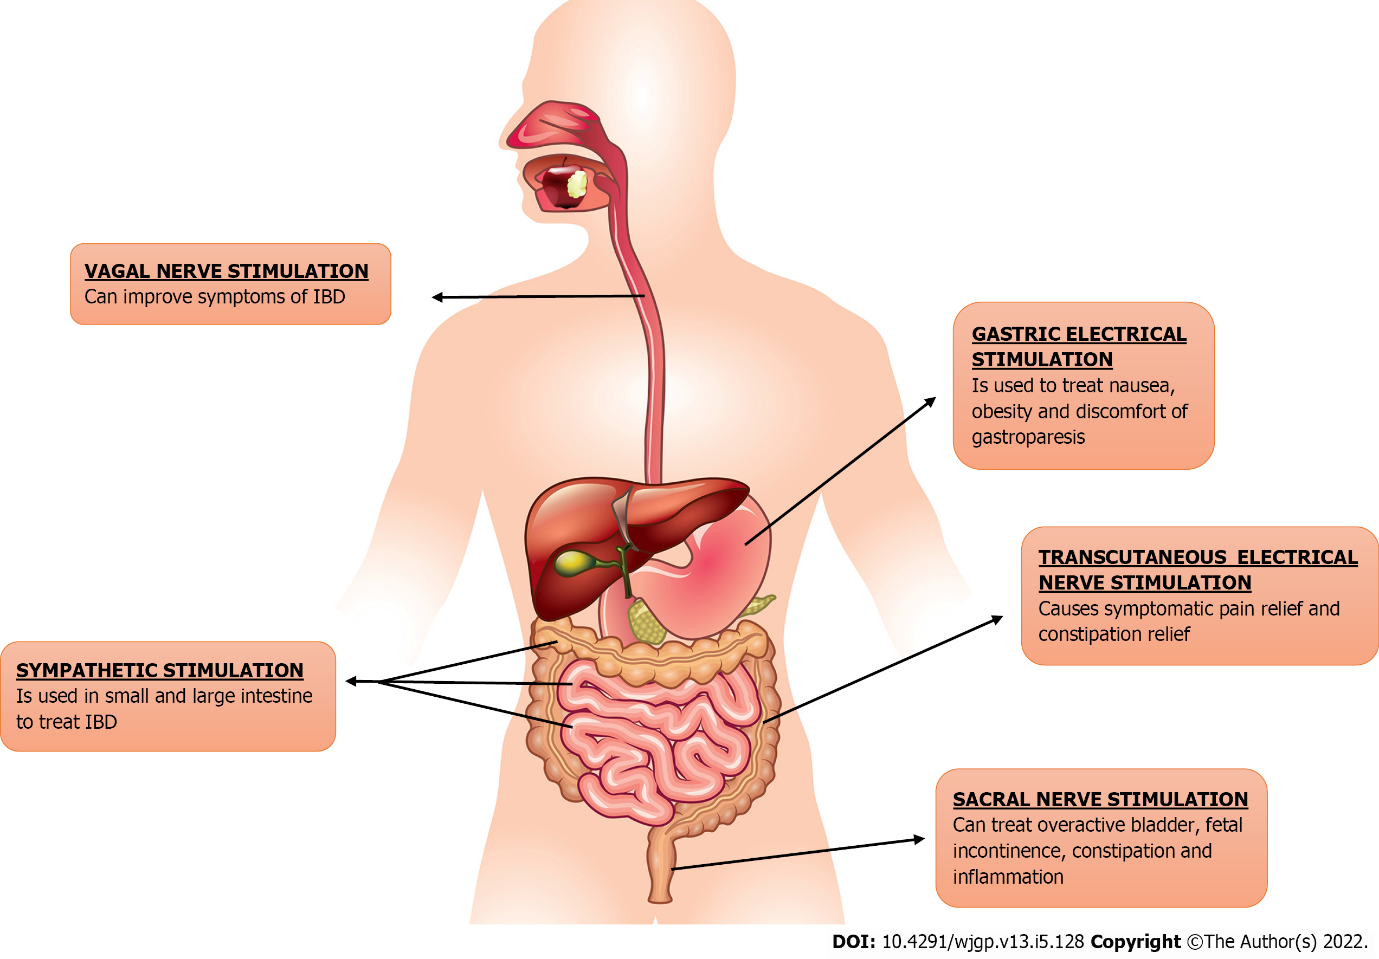 VAGAL NERVE STIMULATION
Can improve symptoms of IBD
GASTRIC ELECTRICAL
STIMULATION
Is used to treat nausea,
obesity and discomfort of
gastroparesis
TRANSCUTANEOUS ELECTRICAL
NERVE STIMULATION
Causes symptomatic pain relief and
constipation relief
SYMPATHETIC STIMULATION
Is used in small and large intestine
to treat IBD
SACRAL NERVE STIMULATION
Can treat overactive bladder, fetal
incontinence, constipation and
inflammation
DOI: 10.4291/wjgp.v13.i5.128 Copyright ©The Author(s) 2022.